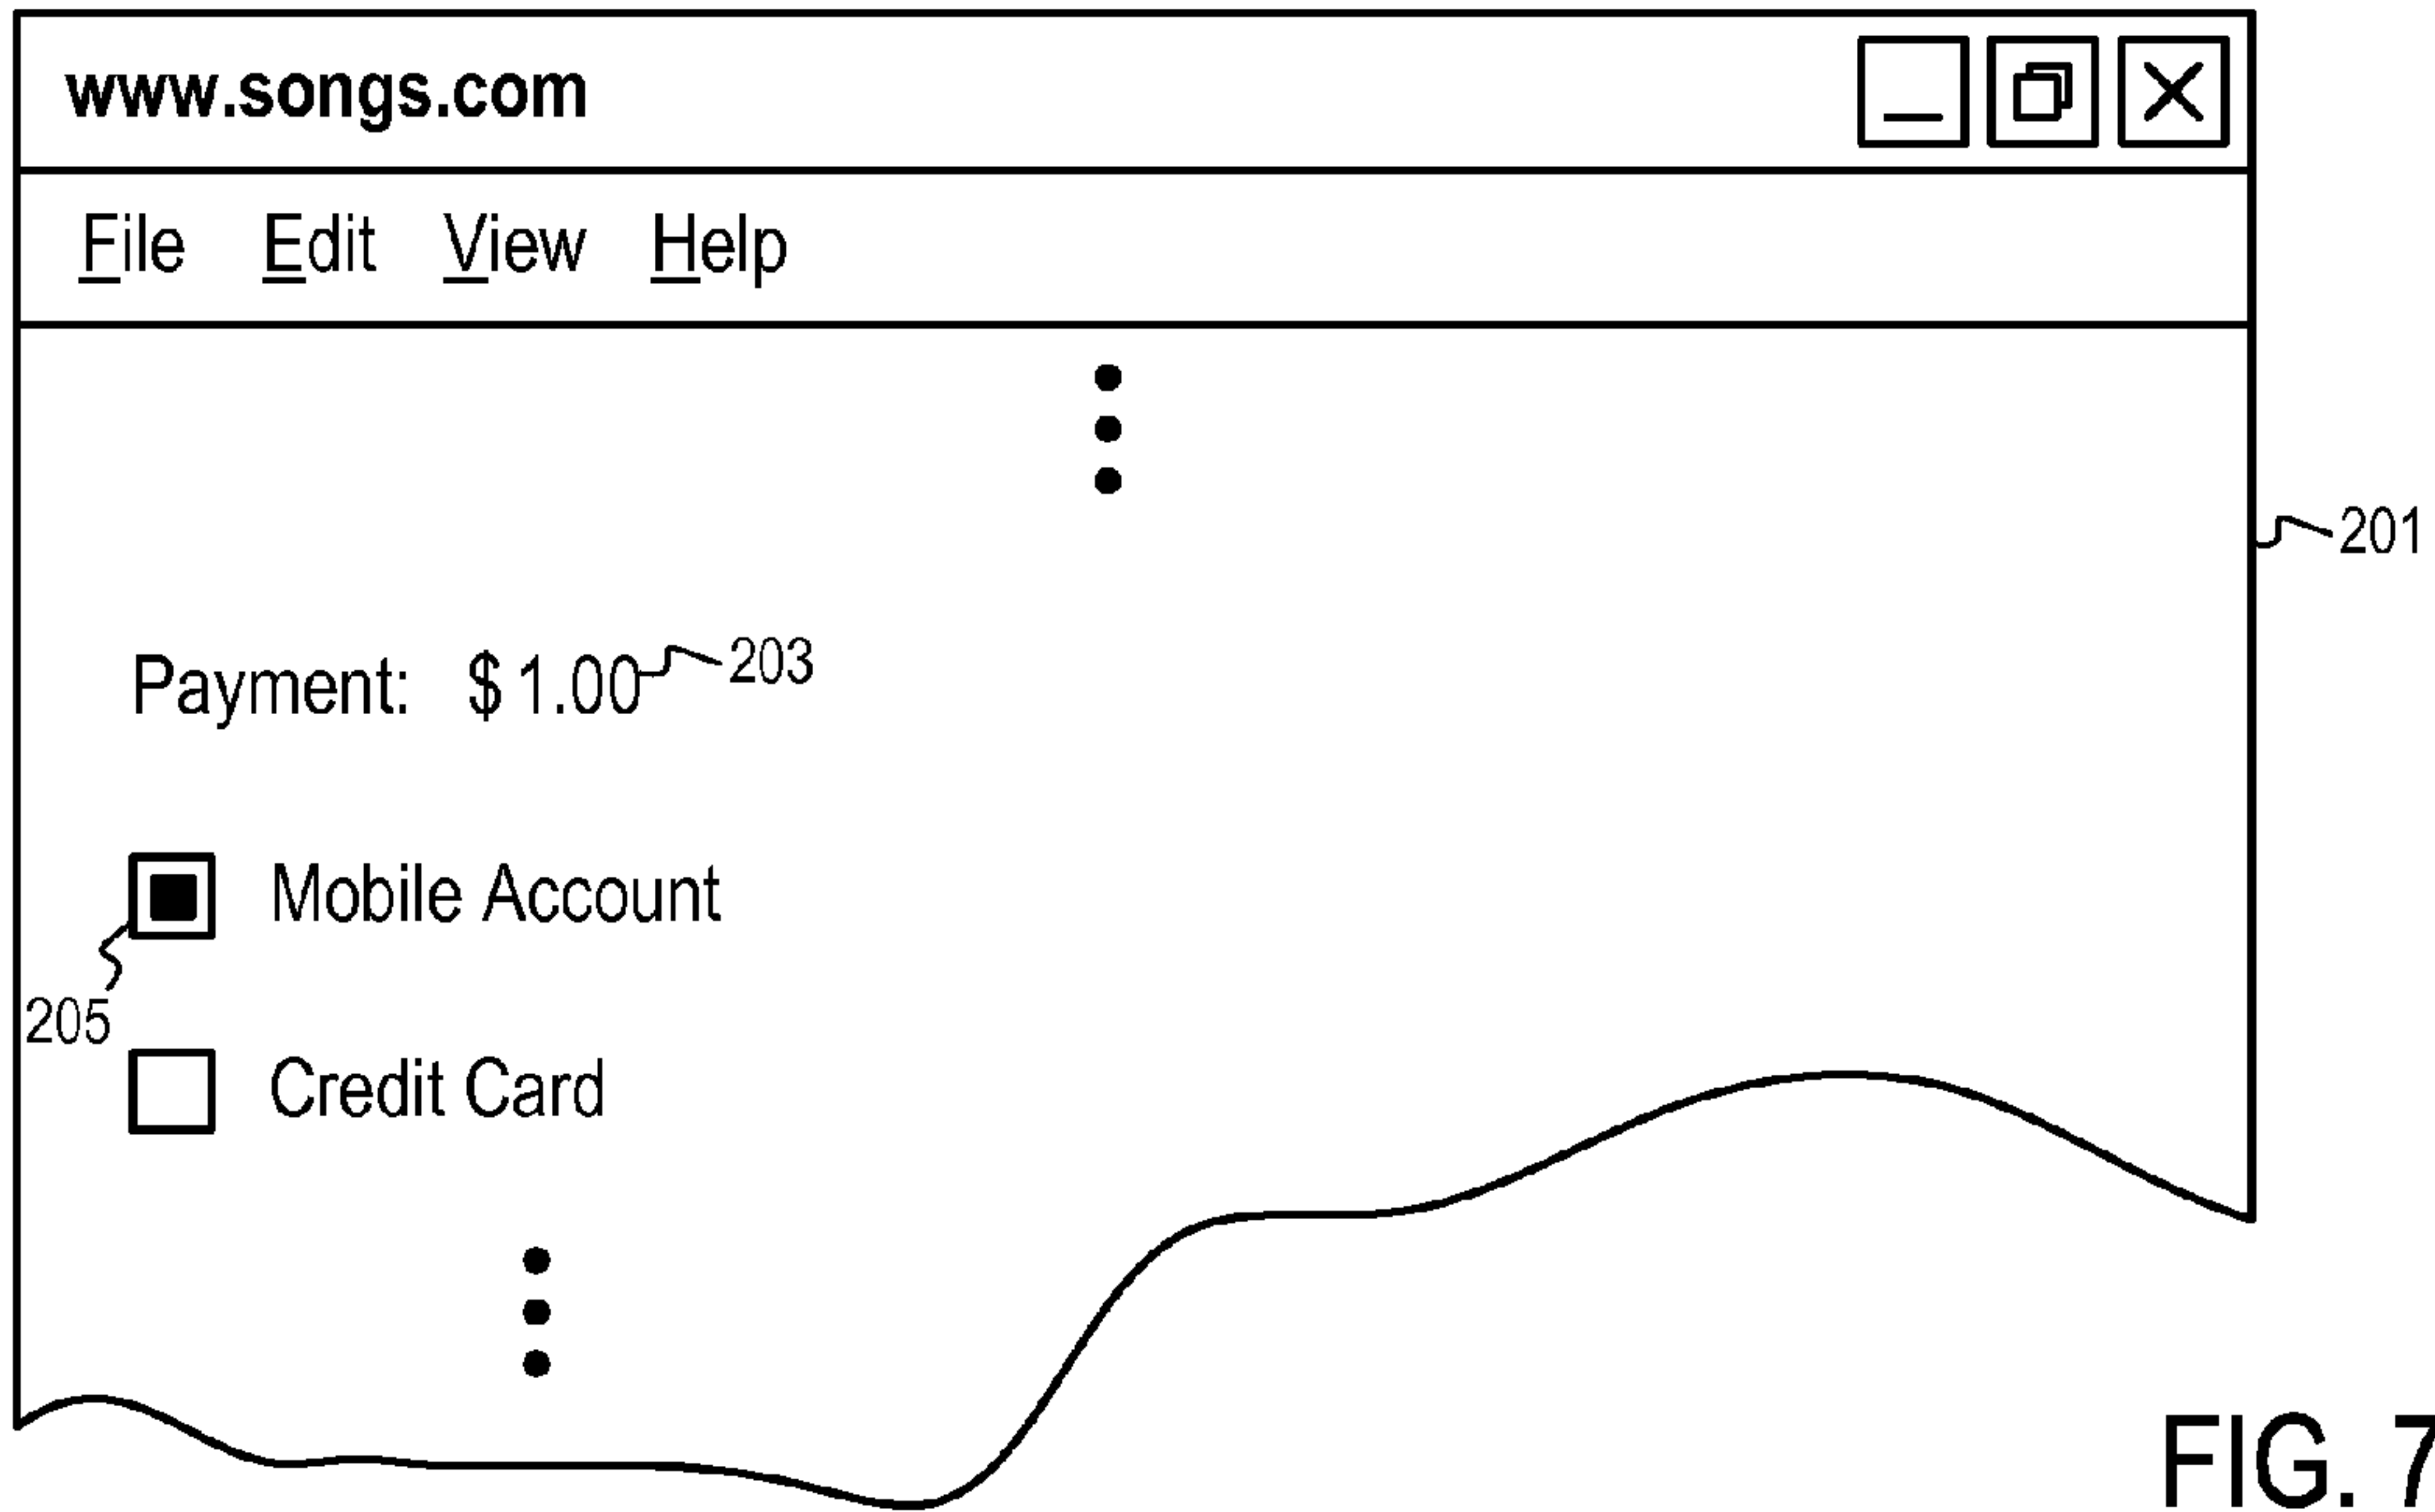 www.songs.com
File Edit View Help
201
Payment: $1.00 203
Mobile Account
205
Credit Card
FIG. 7